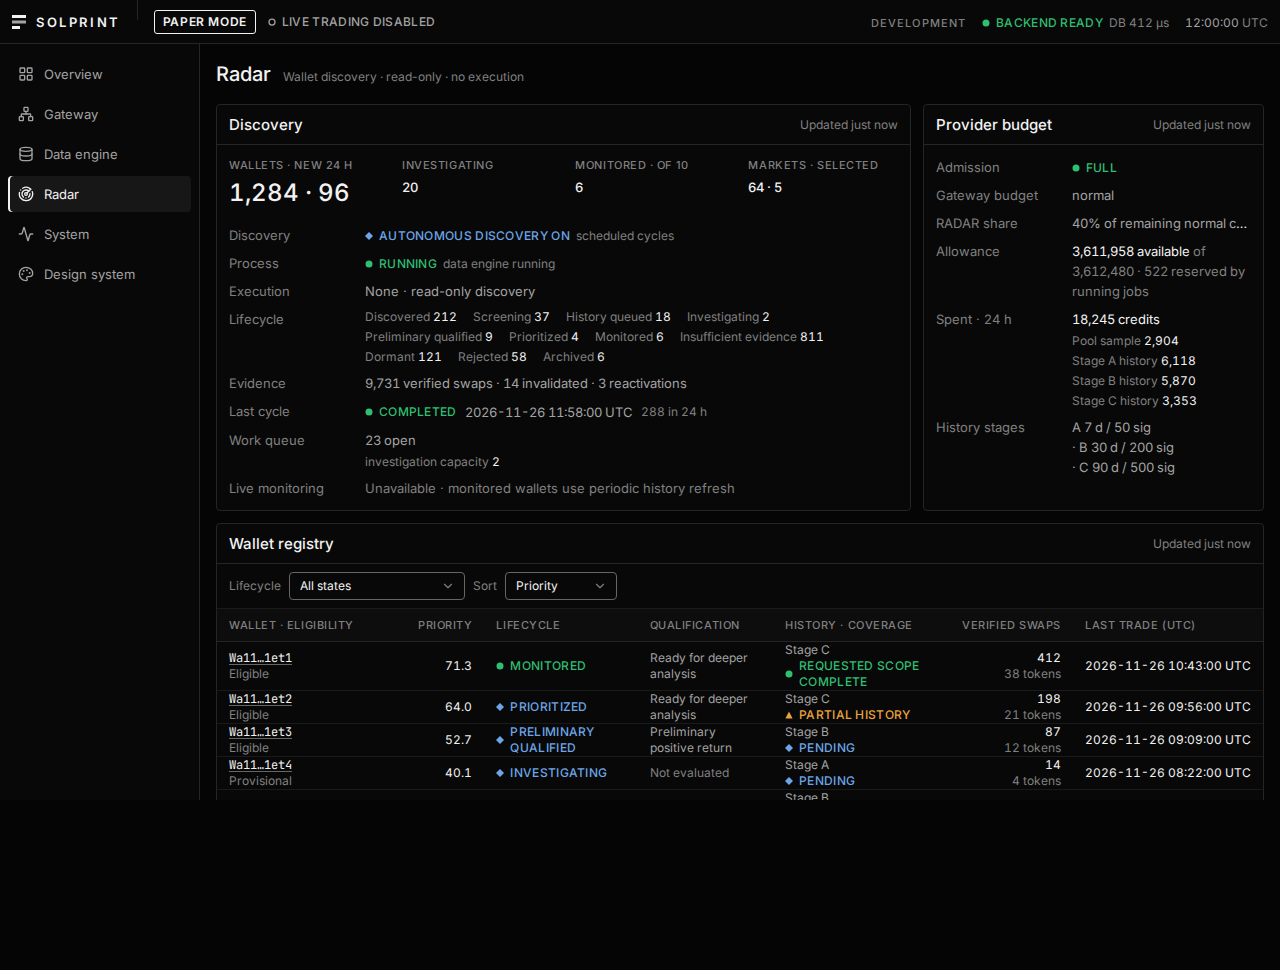 SOLPRINT
PAPER MODE
LIVE TRADING DISABLED
DEVELOPMENT
BACKEND READY DB 412 µs
12:00:00 UTC
Overview
Gateway
Data engine
Radar
System
Design system
Radar
Wallet discovery · read-only · no execution
Discovery
Updated just now
WALLETS · NEW 24 H
1,284 · 96
INVESTIGATING
20
MONITORED · OF 10
6
MARKETS · SELECTED
64 · 5
Discovery
AUTONOMOUS DISCOVERY ON scheduled cycles
Process
RUNNING data engine running
Execution
None · read-only discovery
Lifecycle
Discovered 212 Screening 37 History queued 18 Investigating 2
Preliminary qualified 9 Prioritized 4 Monitored 6 Insufficient evidence 811
Dormant 121 Rejected 58 Archived 6
Evidence
9,731 verified swaps · 14 invalidated · 3 reactivations
Last cycle
COMPLETED 2026-11-26 11:58:00 UTC 288 in 24 h
Work queue
23 open
investigation capacity 2
Live monitoring
Unavailable · monitored wallets use periodic history refresh
Provider budget
Updated just now
Admission
FULL
Gateway budget
normal
RADAR share
40% of remaining normal c...
Allowance
3,611,958 available of
3,612,480 · 522 reserved by
running jobs
Spent · 24 h
18,245 credits
Pool sample 2,904
Stage A history 6,118
Stage B history 5,870
Stage C history 3,353
History stages
A 7 d / 50 sig
· B 30 d / 200 sig
· C 90 d / 500 sig
Wallet registry
Updated just now
Lifecycle
All states
Sort
Priority
WALLET · ELIGIBILITY
PRIORITY
LIFECYCLE
QUALIFICATION
HISTORY · COVERAGE
VERIFIED SWAPS
LAST TRADE (UTC)
Wa11…1et1
Eligible
71.3
MONITORED
Ready for deeper
analysis
Stage C
REQUESTED SCOPE
COMPLETE
412
38 tokens
2026-11-26 10:43:00 UTC
Wa11…1et2
Eligible
64.0
PRIORITIZED
Ready for deeper
analysis
Stage C
PARTIAL HISTORY
198
21 tokens
2026-11-26 09:56:00 UTC
Wa11…1et3
Eligible
52.7
PRELIMINARY
QUALIFIED
Preliminary
positive return
Stage B
PENDING
87
12 tokens
2026-11-26 09:09:00 UTC
Wa11…1et4
Provisional
40.1
INVESTIGATING
Not evaluated
Stage A
PENDING
14
4 tokens
2026-11-26 08:22:00 UTC
Stage B